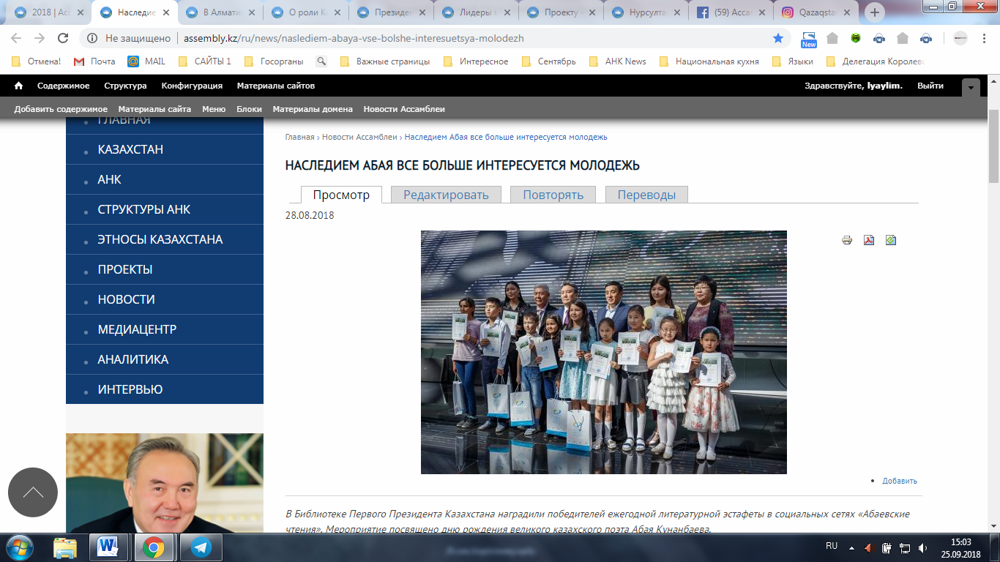 2018 | Асс
Наследие
В Алмати
О роли К
Президен
Лидеры
Проекту
Нурсулта
(59) Асса
Qazaqsta
Не защищено
assembly.kz/ru/news/naslediem-abaya-vse-bolshe-interesuetsya-molodezh
New
Отмена!
Почта
MAIL
САЙТЫ 1
Госорганы
Важные страницы
Интересное
Сентябрь
АНК News
Национальная кухня
Языки
Делегация Королевс
Содержимое
Структура
Конфигурация
Материалы сайтов
Здравствуйте, lyaylim.
Выйти
Добавить содержимое
Материалы сайта
Меню
Блоки
Материалы домена
Новости Ассамблеи
ГЛАВНАЯ
КАЗАХСТАН
АНК
СТРУКТУРЫ АНК
ЭТНОСЫ КАЗАХСТАНА
ПРОЕКТЫ
НОВОСТИ
МЕДИАЦЕНТР
АНАЛИТИКА
ИНТЕРВЬЮ
Главная › Новости Ассамблеи › Наследием Абая все больше интересуется молодежь
НАСЛЕДИЕМ АБАЯ ВСЕ БОЛЬШЕ ИНТЕРЕСУЕТСЯ МОЛОДЕЖЬ
Просмотр
Редактировать
Повторять
Переводы
28.08.2018
Добавить
В Библиотеке Первого Президента Казахстана наградили победителей ежегодной литературной эстафеты в социальных сетях «Абаевские
чтения». Мероприятие посвящено дню рождения великого казахского поэта Абая Кунанбаева.
RU
15:03
25.09.2018